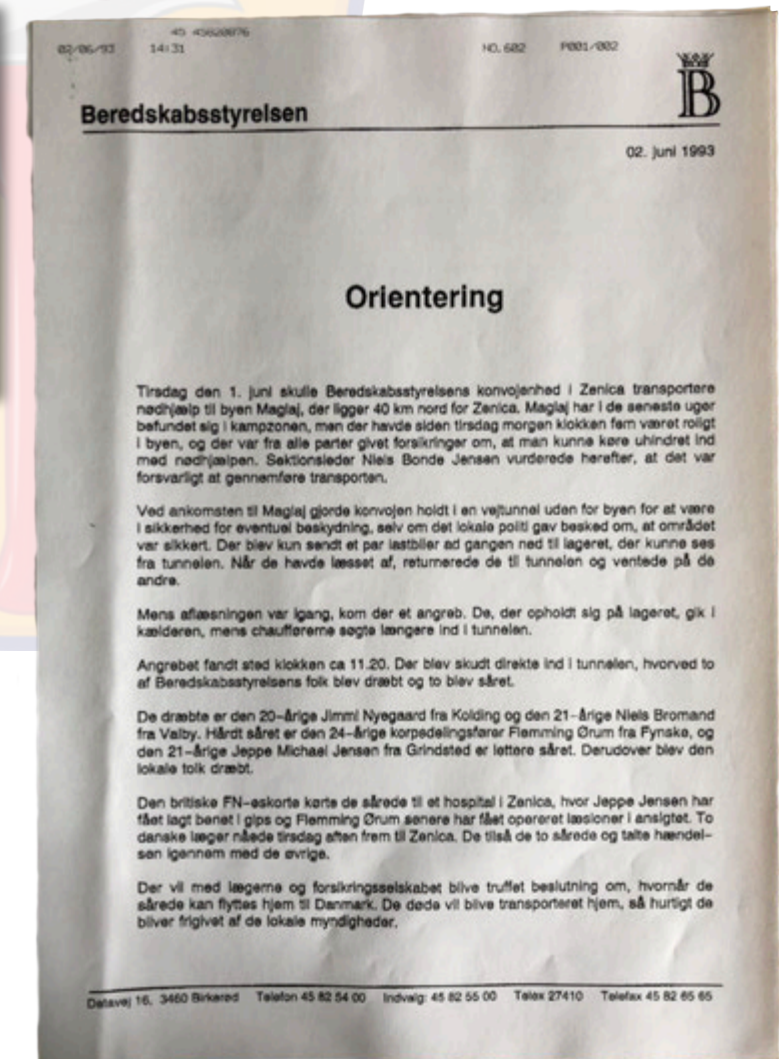 45 45820076
02/06/93 14:31 NO. 602 P001/002
B
Beredskabsstyrelsen
02. juni 1993
Orientering
Tirsdag den 1. juni skulle Beredskabsstyrelsens konvojenhed i Zenica transportere
nødhjælp til byen Maglaj, der ligger 40 km nord for Zenica. Maglaj har i de seneste uger
befundet sig i kampzonen, men der havde siden tirsdag morgen klokken fem været roligt
i byen, og der var fra alle parter givet forsikringer om, at man kunne køre uhindret ind
med nødhjælpen. Sektionsleder Niels Bonde Jensen vurderede herefter, at det var
forsvarligt at gennemføre transporten.
Ved ankomsten til Maglaj gjorde konvojen holdt i en vejtunnel uden for byen for at være
i sikkerhed for eventuel beskydning, selv om det lokale politi gav besked om, at området
var sikkert. Der blev kun sendt et par lastbiler ad gangen ned til lageret, der kunne ses
fra tunnelen. Når de havde læsset af, returnerede de til tunnelen og ventede på de
andre.
Mens aflæsningen var igang, kom der et angreb. De, der opholdt sig på lageret, gik i
kælderen, mens chaufførerne søgte længere ind i tunnelen.
Angrebet fandt sted klokken ca 11.20. Der blev skudt direkte ind i tunnelen, hvorved to
af Beredskabsstyrelsens folk blev dræbt og to blev såret.
De dræbte er den 20-årige Jimmi Nyegaard fra Kolding og den 21-årige Niels Bromand
fra Valby. Hårdt såret er den 24-årige korpsdelingsfører Flemming Ørum fra Fynske, og
den 21-årige Jeppe Michael Jensen fra Grindsted er lettere såret. Derudover blev den
lokale tolk dræbt.
Den britiske FN-eskorte kørte de sårede til et hospital i Zenica, hvor Jeppe Jensen har
fået lagt benet i gips og Flemming Ørum senere har fået opereret læsioner i ansigtet. To
danske læger nåede tirsdag aften frem til Zenica. De tilså de to sårede og talte hændel-
sen igennem med de øvrige.
Der vil med lægerne og forsikringsselskabet blive truffet beslutning om, hvornår de
sårede kan flyttes hjem til Danmark. De døde vil blive transporteret hjem, så hurtigt de
bliver frigivet af de lokale myndigheder.
Datavej 16, 3460 Birkerød Telefon 45 82 54 00 Indvalg: 45 82 55 00 Telex 27410 Telefax 45 82 65 65